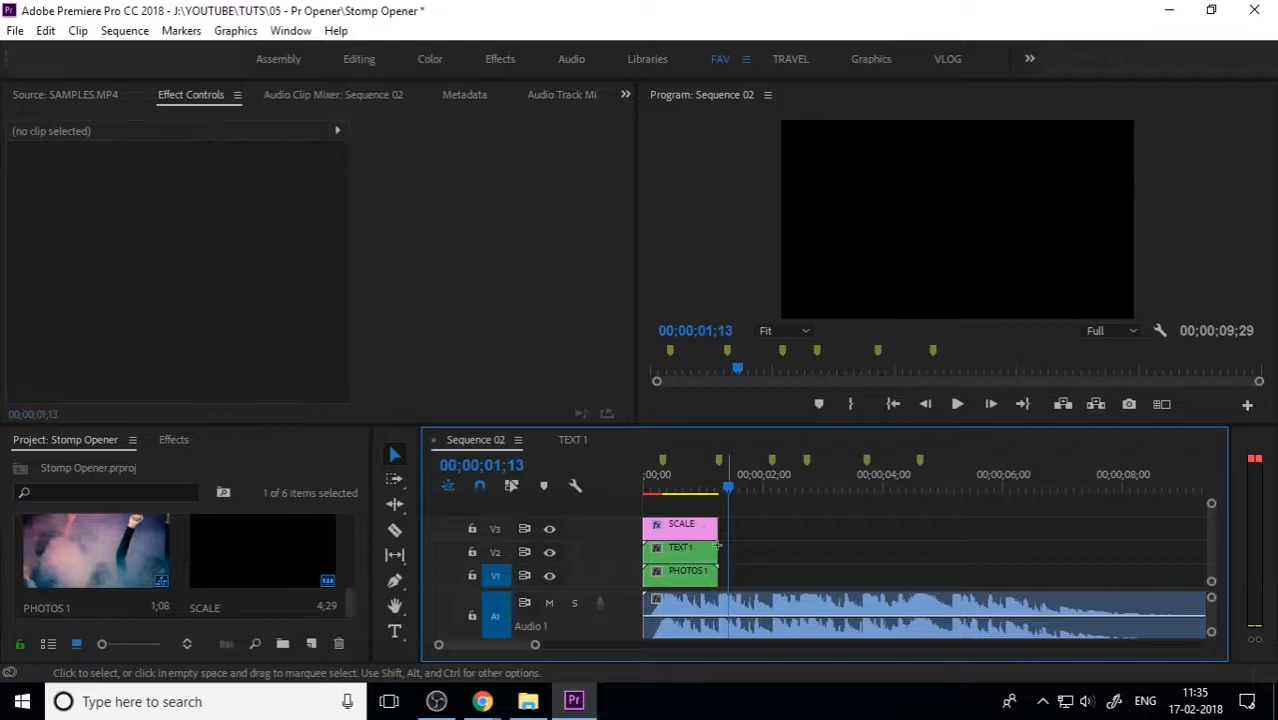 Pr Adobe Premiere Pro CC 2018 - J:\YOUTUBE\TUTS\05 - Pr Opener\Stomp Opener *
File Edit Clip Sequence Markers Graphics Window Help
Assembly Editing Color Effects Audio Libraries FAV TRAVEL Graphics VLOG
Source: SAMPLES.MP4 Effect Controls Audio Clip Mixer: Sequence 02 Metadata Audio Track Mi
Program: Sequence 02
(no clip selected)
00;00;01;13 Fit Full 00;00;09;29
00;00;01;13
Project: Stomp Opener Effects
Stomp Opener.prproj
1 of 6 items selected
PHOTOS 1 1;08
SCALE 4;29
Sequence 02 TEXT 1
00;00;01;13
;00;00 00;00;02;00 00;00;04;00 00;00;06;00 00;00;08;00
V3 fx SCALE
V2 fx TEXT 1
V1 fx PHOTOS 1
A1 M S fx
Audio 1
T
Click to select, or click in empty space and drag to marquee select. Use Shift, Alt, and Ctrl for other options.
Type here to search
Pr
ENG
11:35
17-02-2018